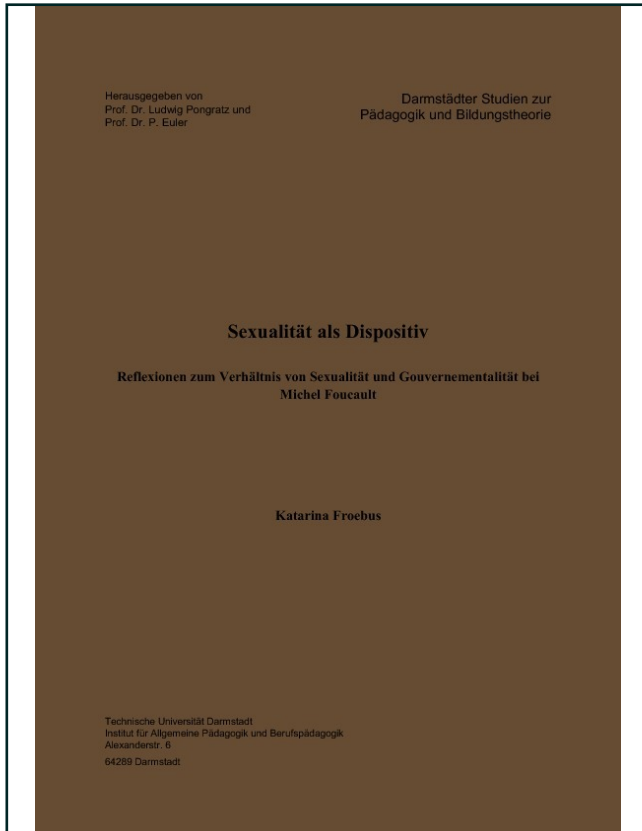 Herausgegeben von
Prof. Dr. Ludwig Pongratz und
Prof. Dr. P. Euler
Darmstädter Studien zur
Pädagogik und Bildungstheorie
Sexualität als Dispositiv
Reflexionen zum Verhältnis von Sexualität und Gouvernementalität bei
Michel Foucault
Katarina Froebus
Technische Universität Darmstadt
Institut für Allgemeine Pädagogik und Berufspädagogik
Alexanderstr. 6
64289 Darmstadt